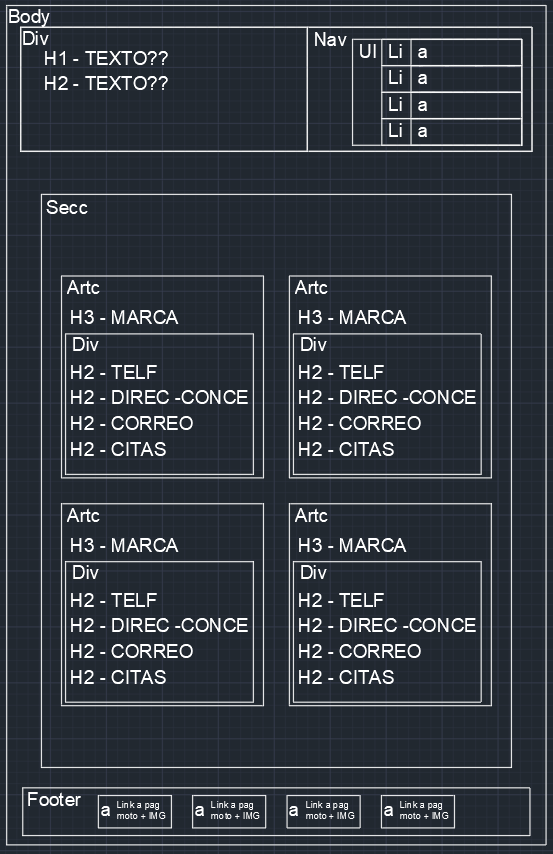 Body
Div
H1 - TEXTO??
H2 - TEXTO??
Nav
Ul
Li a
Li a
Li a
Li a
Secc
Artc
H3 - MARCA
Div
H2 - TELF
H2 - DIREC -CONCE
H2 - CORREO
H2 - CITAS
Artc
H3 - MARCA
Div
H2 - TELF
H2 - DIREC -CONCE
H2 - CORREO
H2 - CITAS
Artc
H3 - MARCA
Div
H2 - TELF
H2 - DIREC -CONCE
H2 - CORREO
H2 - CITAS
Artc
H3 - MARCA
Div
H2 - TELF
H2 - DIREC -CONCE
H2 - CORREO
H2 - CITAS
Footer
a
Link a pag
moto + IMG
a
Link a pag
moto + IMG
a
Link a pag
moto + IMG
a
Link a pag
moto + IMG